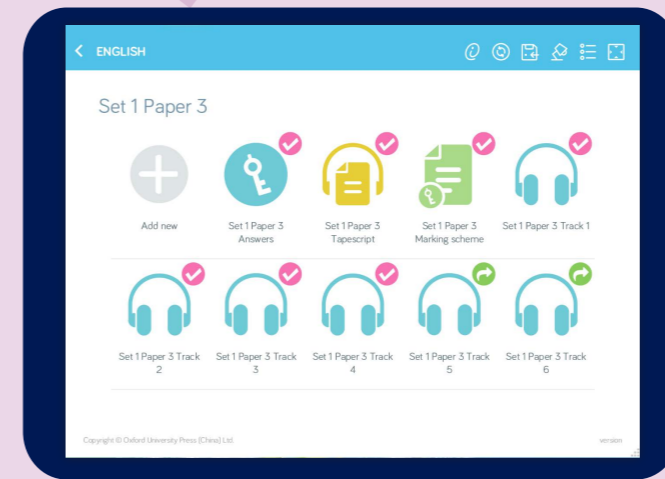 ENGLISH
Set 1 Paper 3
Add new
Set 1 Paper 3
Answers
Set 1 Paper 3
Tapescript
Set 1 Paper 3
Marking scheme
Set 1 Paper 3 Track 1
Set 1 Paper 3 Track
2
Set 1 Paper 3 Track
3
Set 1 Paper 3 Track
4
Set 1 Paper 3 Track
5
Set 1 Paper 3 Track
6
Copyright © Oxford University Press (China) Ltd.
version